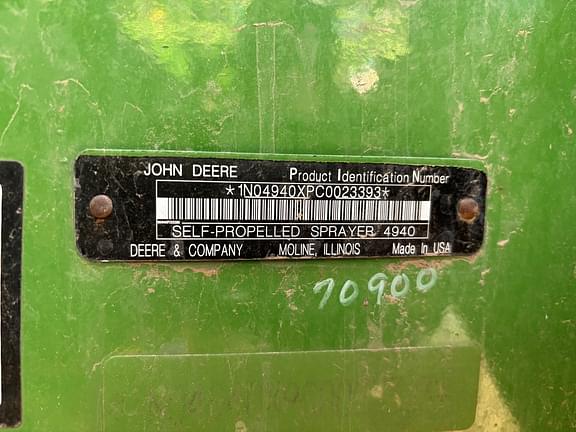 JOHN DEERE Product Identification Number
*1N04940XPC0023393*
SELF-PROPELLED SPRAYER 4940
DEERE & COMPANY MOLINE, ILLINOIS Made In USA
70900